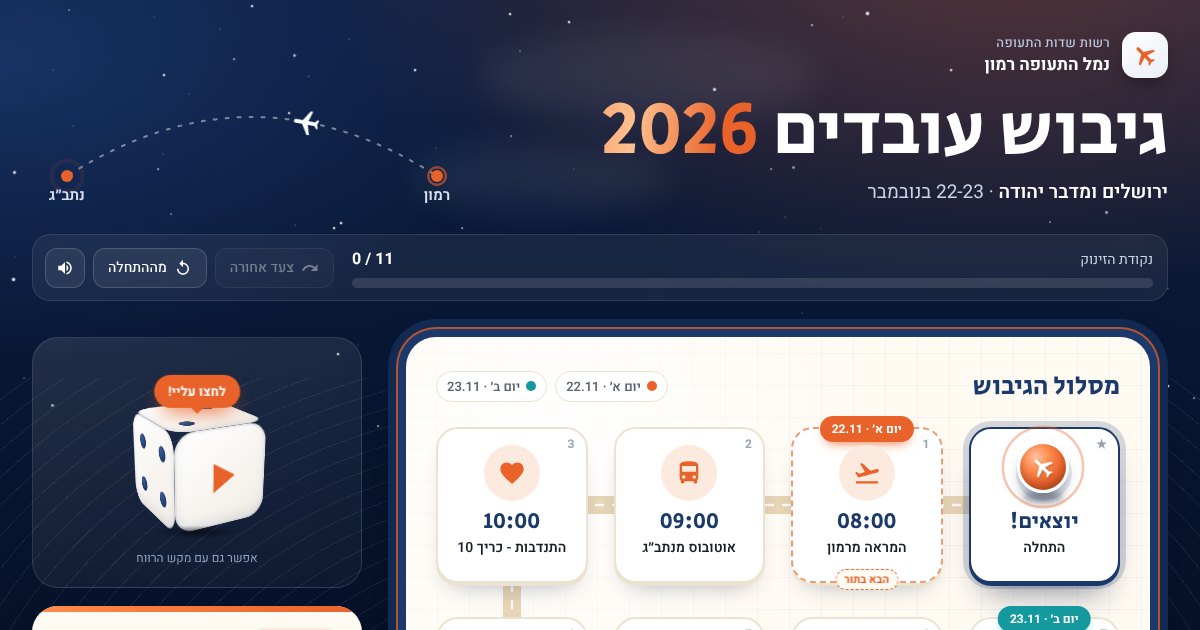 רשות שדות התעופה
נמל התעופה רמון
גיבוש עובדים 2026
ירושלים ומדבר יהודה · 22-23 בנובמבר
רמון
נתב״ג
נקודת הזינוק
0 / 11
צעד אחורה
מההתחלה
מסלול הגיבוש
יום א׳ · 22.11
יום ב׳ · 23.11
יוצאים!
התחלה
יום א׳ · 22.11
1
08:00
המראה מרמון
הבא בתור
2
09:00
אוטובוס מנתב״ג
3
10:00
התנדבות - כריך 10
יום ב׳ · 23.11
לחצו עליי!
אפשר גם עם מקש הרווח